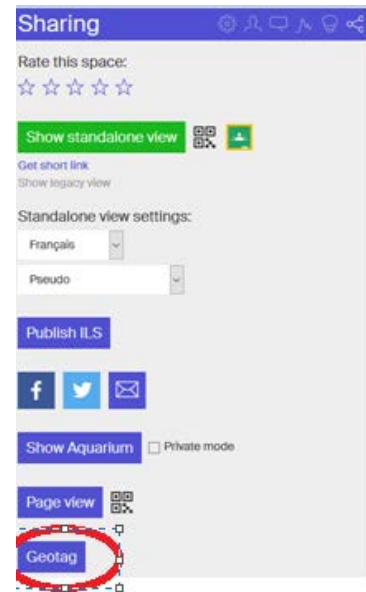 Sharing
Rate this space:
Show standalone view
Get short link
Show legacy view
Standalone view settings:
Français
Pseudo
Publish ILS
f
Show Aquarium Private mode
Page view
Geotag